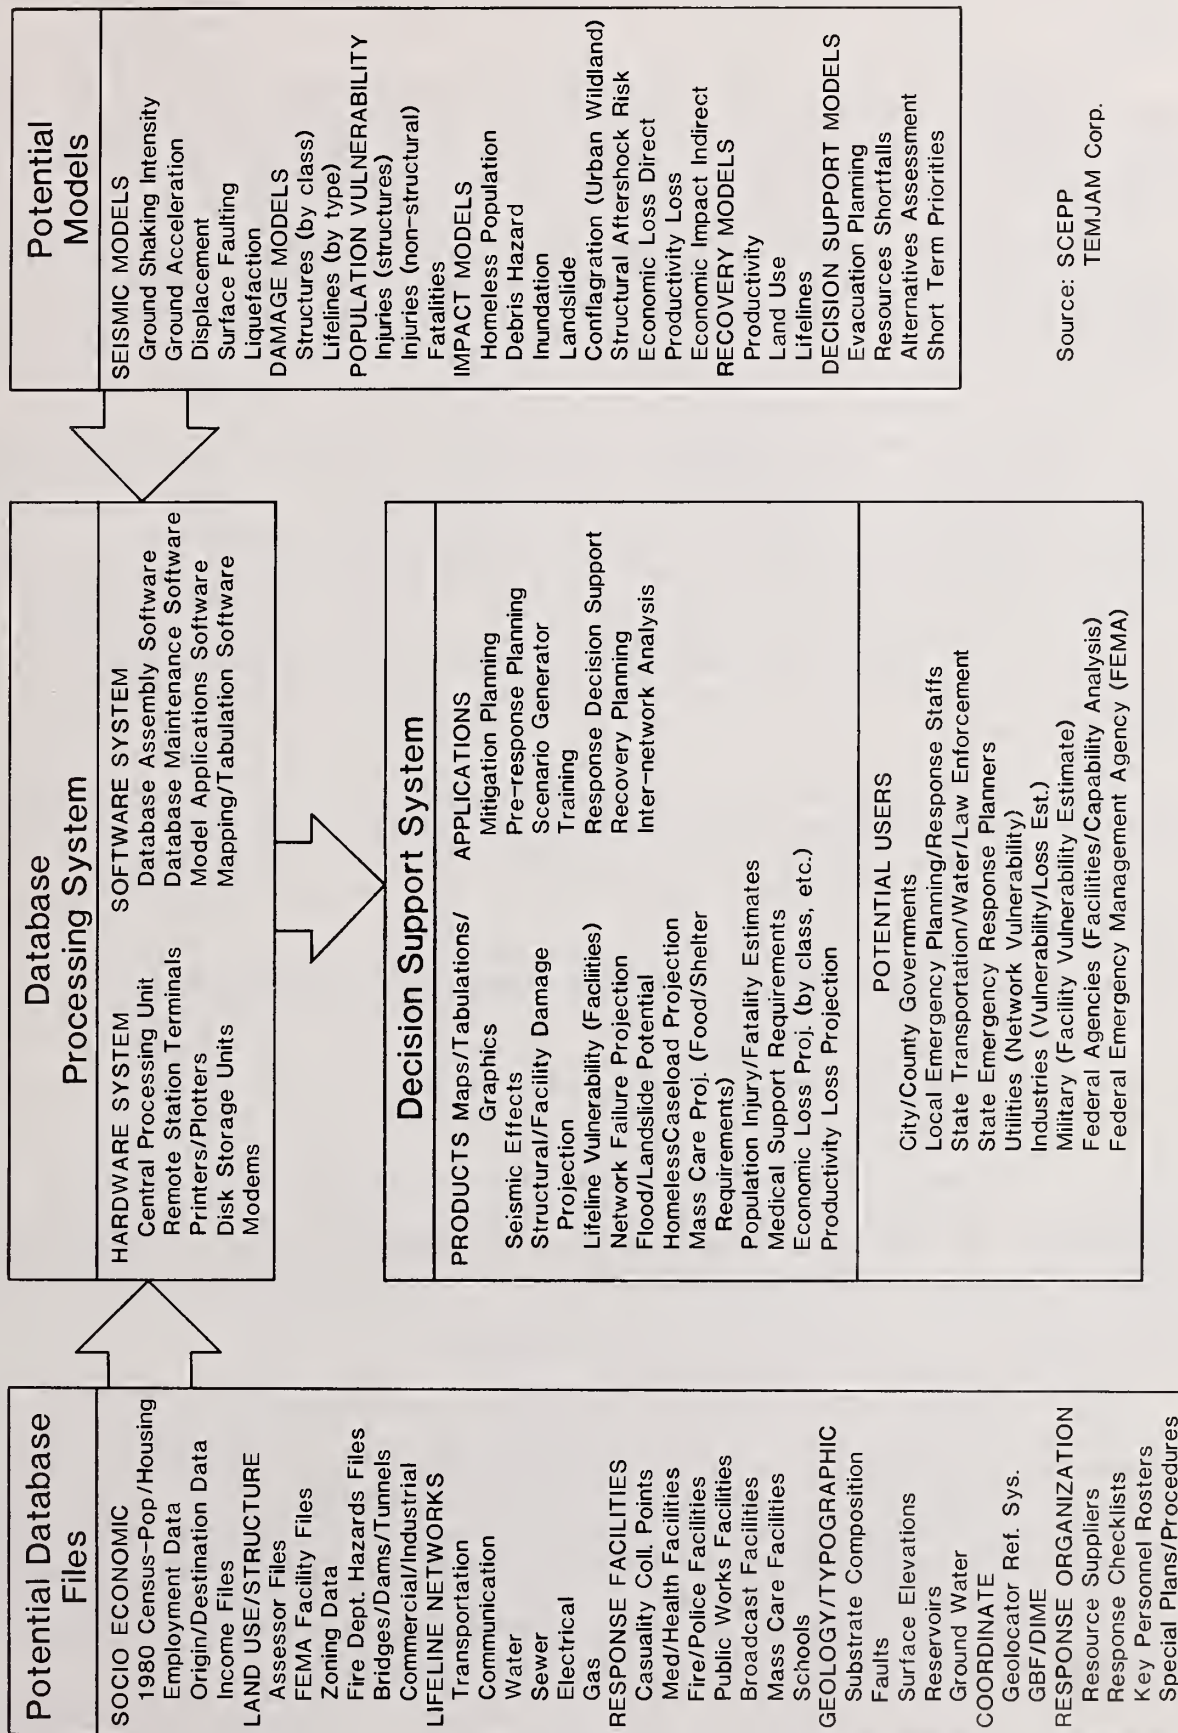 Potential Database
Files
SOCIO ECONOMIC
1980 Census-Pop/Housing
Employment Data
Origin/Destination Data
Income Files
LAND USE/STRUCTURE
Assessor Files
FEMA Facility Files
Zoning Data
Fire Dept. Hazards Files
Bridges/Dams/Tunnels
Commercial/Industrial
LIFELINE NETWORKS
Transportation
Communication
Water
Sewer
Electrical
Gas
RESPONSE FACILITIES
Casuality Coll. Points
Med/Health Facilities
Fire/Police Facilities
Public Works Facilities
Broadcast Facilities
Mass Care Facilities
Schools
GEOLOGY/TYPOGRAPHIC
Substrate Composition
Faults
Surface Elevations
Reservoirs
Ground Water
COORDINATE
Geolocator Ref. Sys.
GBF/DIME
RESPONSE ORGANIZATION
Resource Suppliers
Response Checklists
Key Personnel Rosters
Special Plans/Procedures
Database
Processing System
HARDWARE SYSTEM
Central Processing Unit
Remote Station Terminals
Printers/Plotters
Disk Storage Units
Modems
SOFTWARE SYSTEM
Database Assembly Software
Database Maintenance Software
Model Applications Software
Mapping/Tabulation Software
Decision Support System
PRODUCTS Maps/Tabulations/
Graphics
Seismic Effects
Structural/Facility Damage
Projection
Lifeline Vulnerability (Facilities)
Network Failure Projection
Flood/Landslide Potential
HomelessCaseload Projection
Mass Care Proj. (Food/Shelter
Requirements)
Population Injury/Fatality Estimates
Medical Support Requirements
Economic Loss Proj. (by class, etc.)
Productivity Loss Projection
APPLICATIONS
Mitigation Planning
Pre-response Planning
Scenario Generator
Training
Response Decision Support
Recovery Planning
Inter-network Analysis
POTENTIAL USERS
City/County Governments
Local Emergency Planning/Response Staffs
State Transportation/Water/Law Enforcement
State Emergency Response Planners
Utilities (Network Vulnerability)
Industries (Vulnerability/Loss Est.)
Military (Facility Vulnerability Estimate)
Federal Agencies (Facilities/Capability Analysis)
Federal Emergency Management Agency (FEMA)
Potential
Models
SEISMIC MODELS
Ground Shaking Intensity
Ground Acceleration
Displacement
Surface Faulting
Liquefaction
DAMAGE MODELS
Structures (by class)
Lifelines (by type)
POPULATION VULNERABILITY
Injuries (structures)
Injuries (non-structural)
Fatalities
IMPACT MODELS
Homeless Population
Debris Hazard
Inundation
Landslide
Conflagration (Urban Wildland)
Structural Aftershock Risk
Economic Loss Direct
Productivity Loss
Economic Impact Indirect
RECOVERY MODELS
Productivity
Land Use
Lifelines
DECISION SUPPORT MODELS
Evacuation Planning
Resources Shortfalls
Alternatives Assessment
Short Term Priorities
Source: SCEPP
TEMJAM Corp.